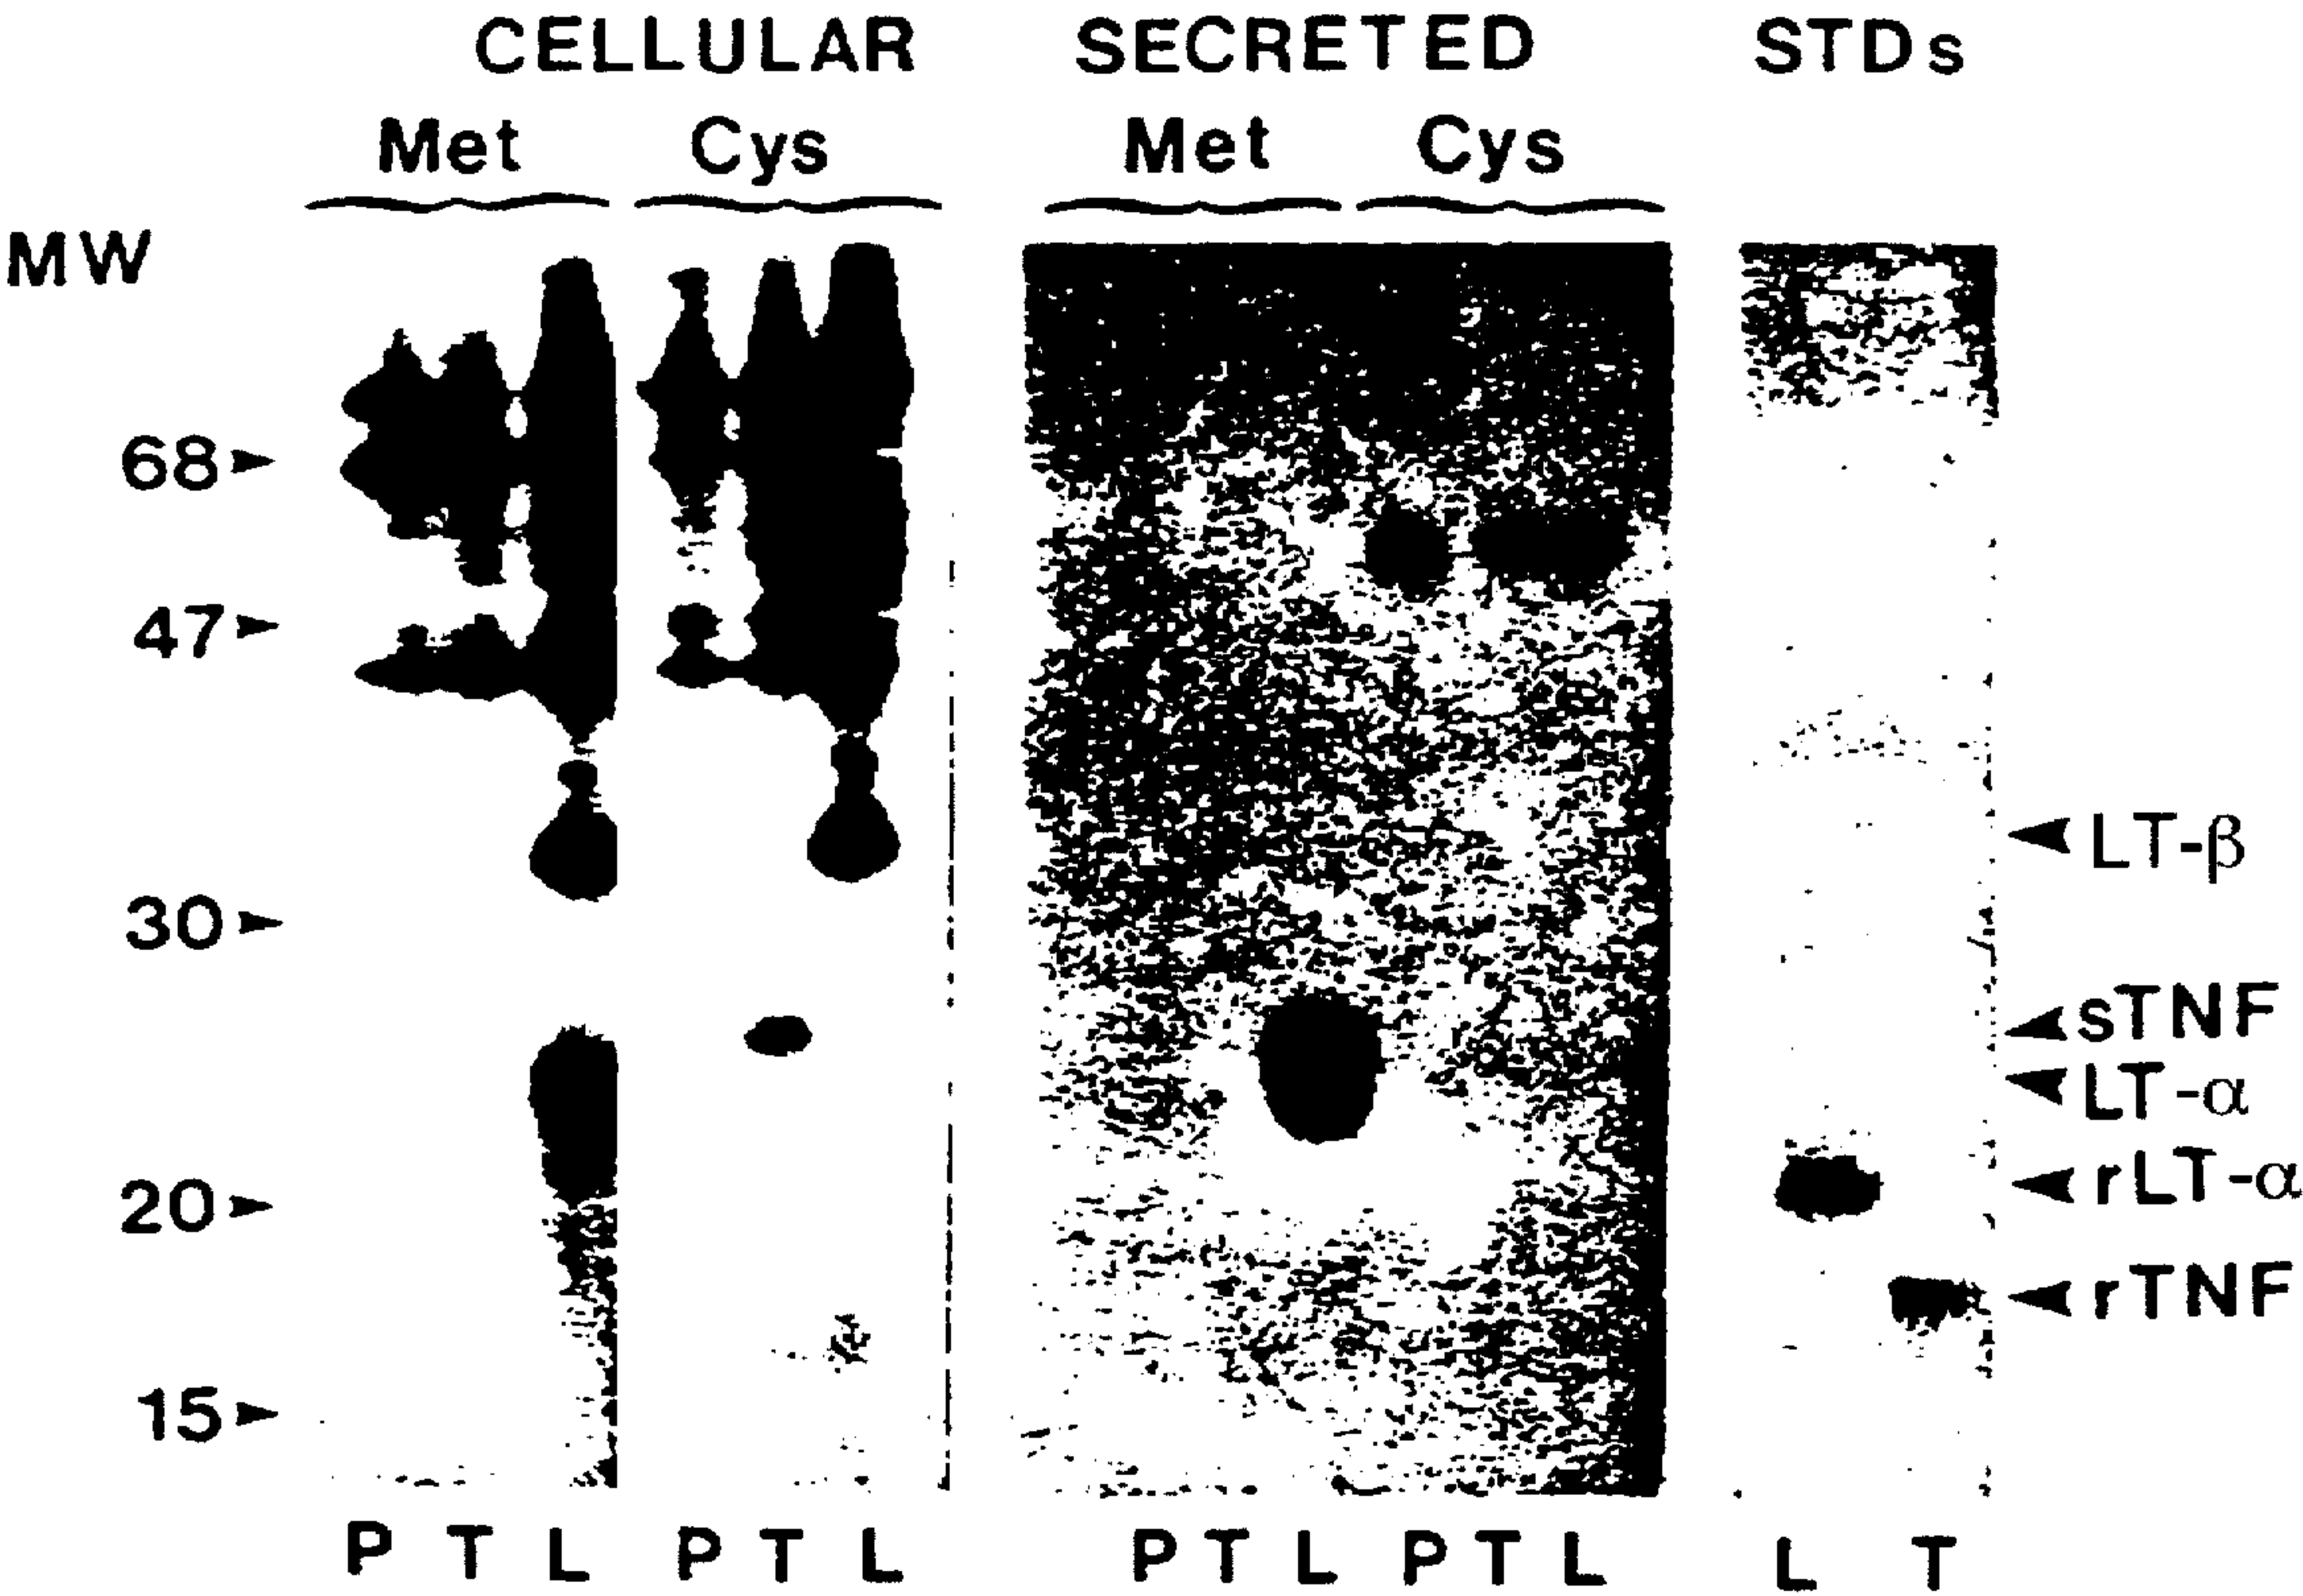 CELLULAR SECRETED STDs
Met Cys Met Cys
MW
68
47
LT-β
30
sTNF
LT-α
rLT-α
20
rTNF
15
P T L P T L P T L P T L L T